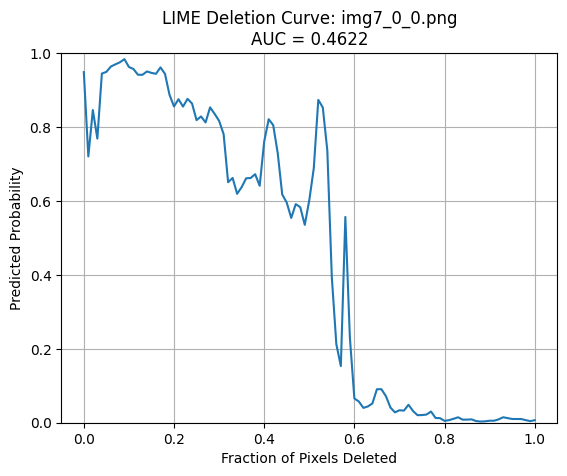 LIME Deletion Curve: img7_0_0.png
AUC = 0.4622
1.0
0.8
0.6
0.4
0.2
0.0
Predicted Probability
0.0 0.2 0.4 0.6 0.8 1.0
Fraction of Pixels Deleted